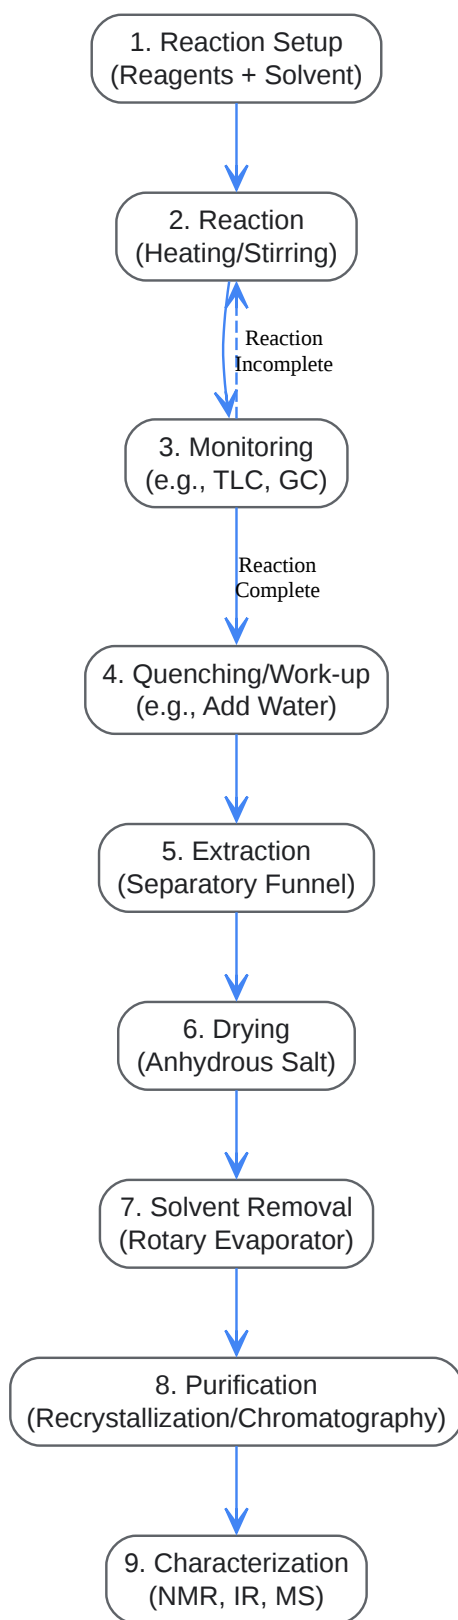 1. Reaction Setup
(Reagents + Solvent)
2. Reaction
(Heating/Stirring)
Reaction
Incomplete
3. Monitoring
(e.g., TLC, GC)
Reaction
Complete
4. Quenching/Work-up
(e.g., Add Water)
5. Extraction
(Separatory Funnel)
6. Drying
(Anhydrous Salt)
7. Solvent Removal
(Rotary Evaporator)
8. Purification
(Recrystallization/Chromatography)
9. Characterization
(NMR, IR, MS)